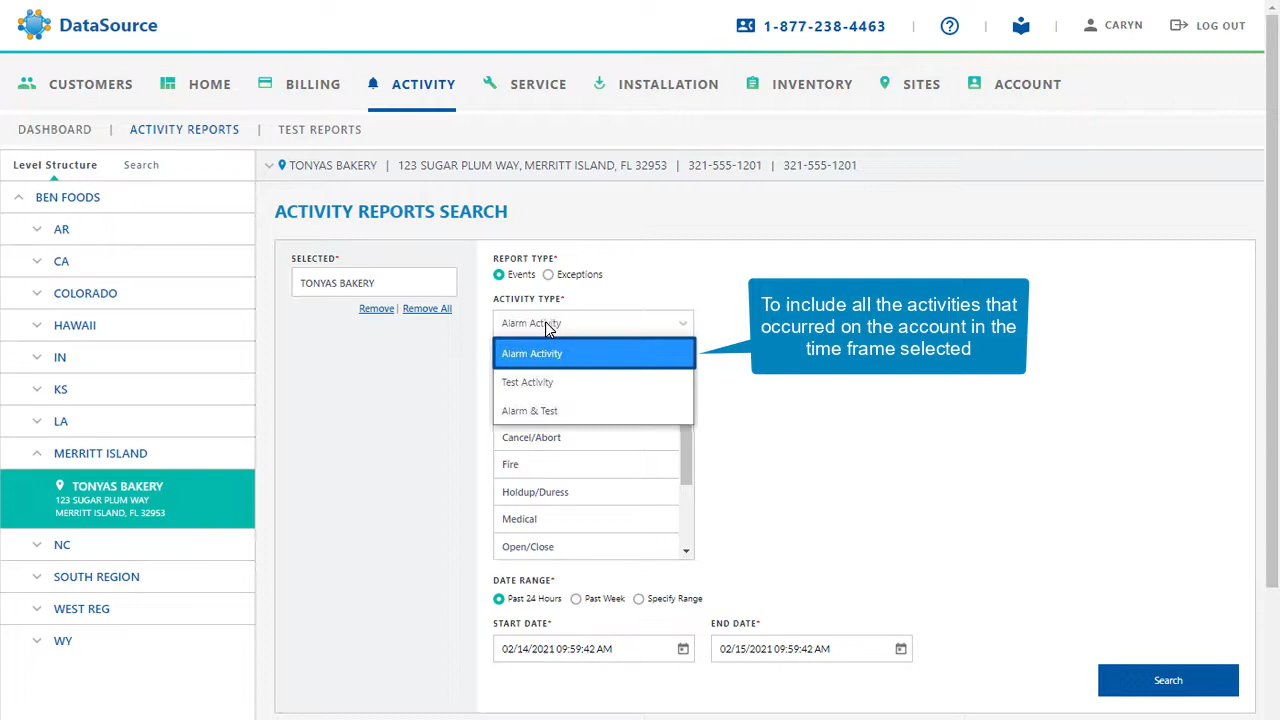 DataSource
1-877-238-4463 | | | CARYN LOG OUT
CUSTOMERS HOME BILLING ACTIVITY SERVICE INSTALLATION INVENTORY SITES ACCOUNT
DASHBOARD | ACTIVITY REPORTS | TEST REPORTS
Level Structure Search
TONYAS BAKERY | 123 SUGAR PLUM WAY, MERRITT ISLAND, FL 32953 | 321-555-1201 | 321-555-1201
BEN FOODS
AR
CA
COLORADO
HAWAII
IN
KS
LA
MERRITT ISLAND
TONYAS BAKERY
123 SUGAR PLUM WAY
MERRITT ISLAND, FL 32953
NC
SOUTH REGION
WEST REG
WY
ACTIVITY REPORTS SEARCH
SELECTED*
TONYAS BAKERY
Remove | Remove All
REPORT TYPE*
Events Exceptions
ACTIVITY TYPE*
Alarm Activity
Alarm Activity
Test Activity
Alarm & Test
Cancel/Abort
Fire
Holdup/Duress
Medical
Open/Close
To include all the activities that
occurred on the account in the
time frame selected
DATE RANGE*
Past 24 Hours Past Week Specify Range
START DATE* END DATE*
02/14/2021 09:59:42 AM 02/15/2021 09:59:42 AM
Search